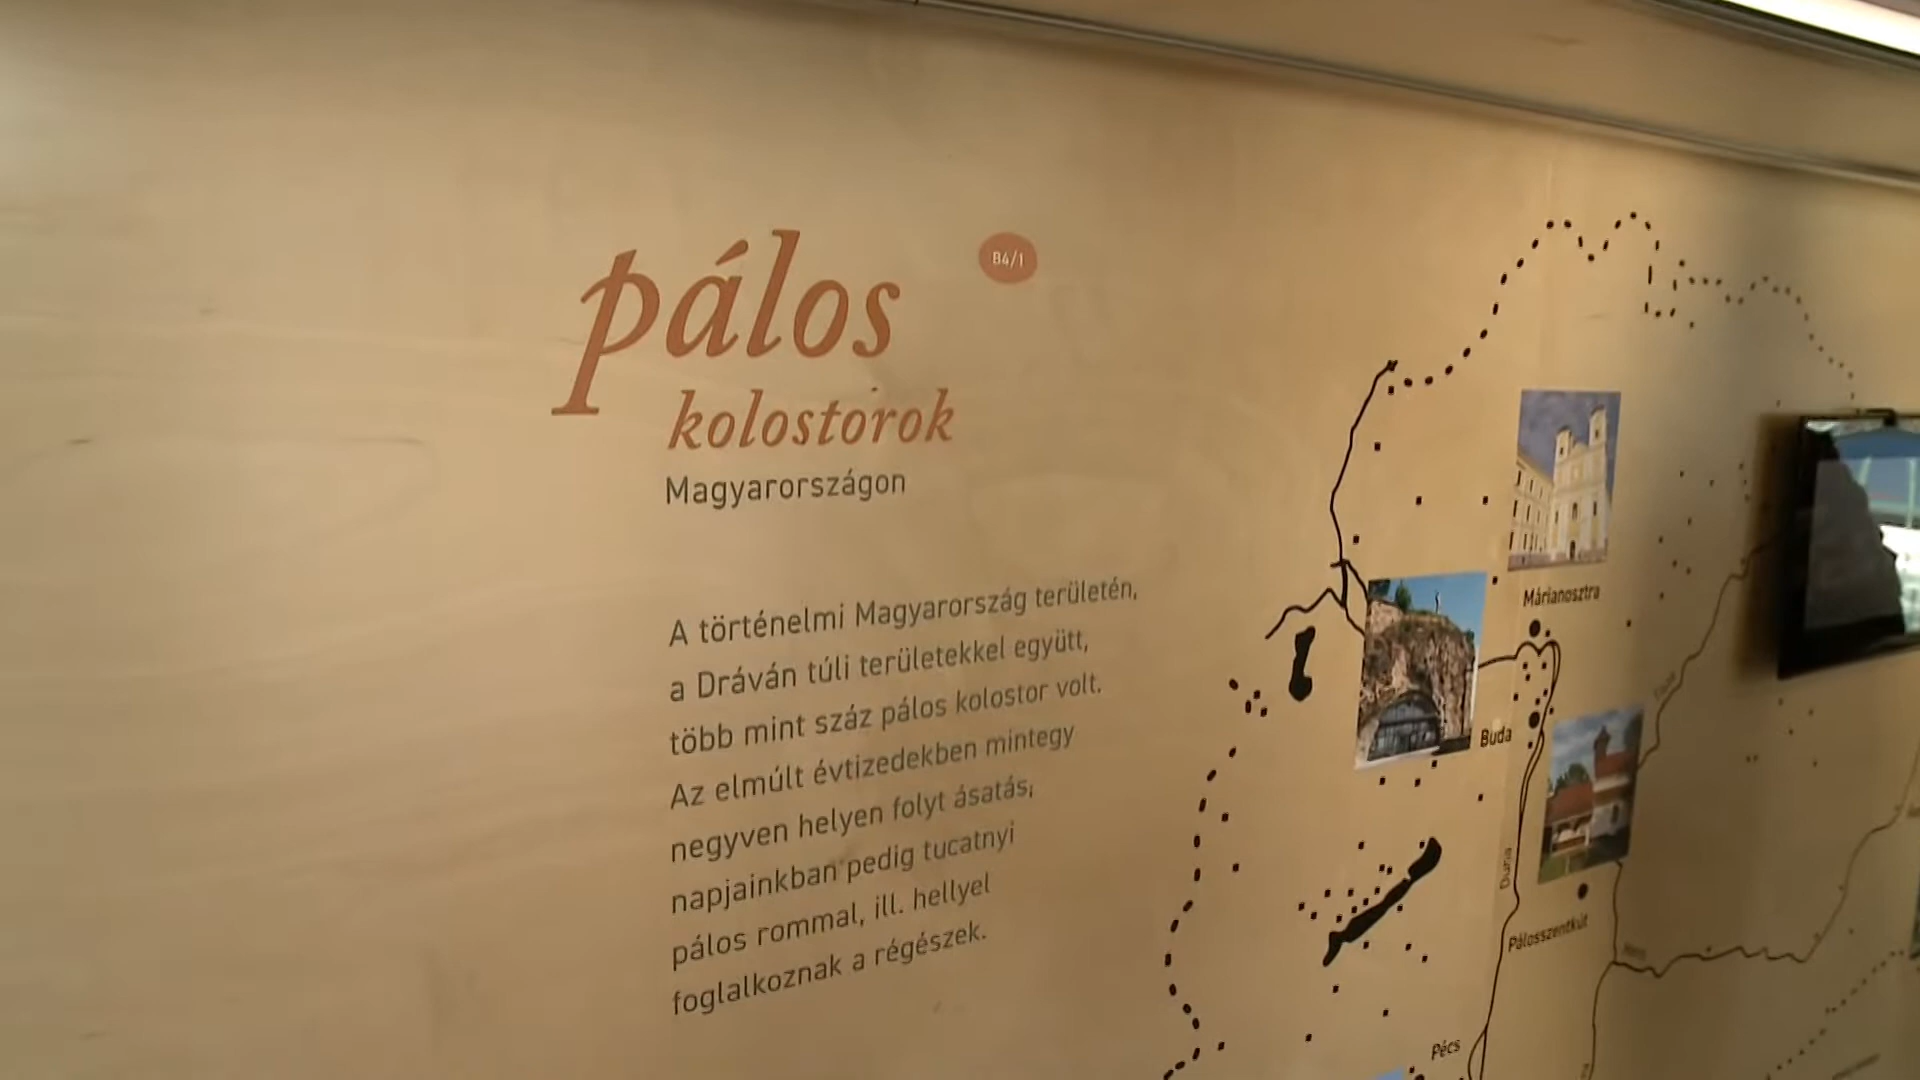 pálos
B4/1
kolostorok
Magyarországon
A történelmi Magyarország területén,
a Dráván túli területekkel együtt,
több mint száz pálos kolostor volt.
Az elmúlt évtizedekben mintegy
negyven helyen folyt ásatás,
napjainkban pedig tucatnyi
pálos rommal, ill. hellyel
foglalkoznak a régészek.
Márianosztra
Buda
Duna
Pálosszentkút
Pécs